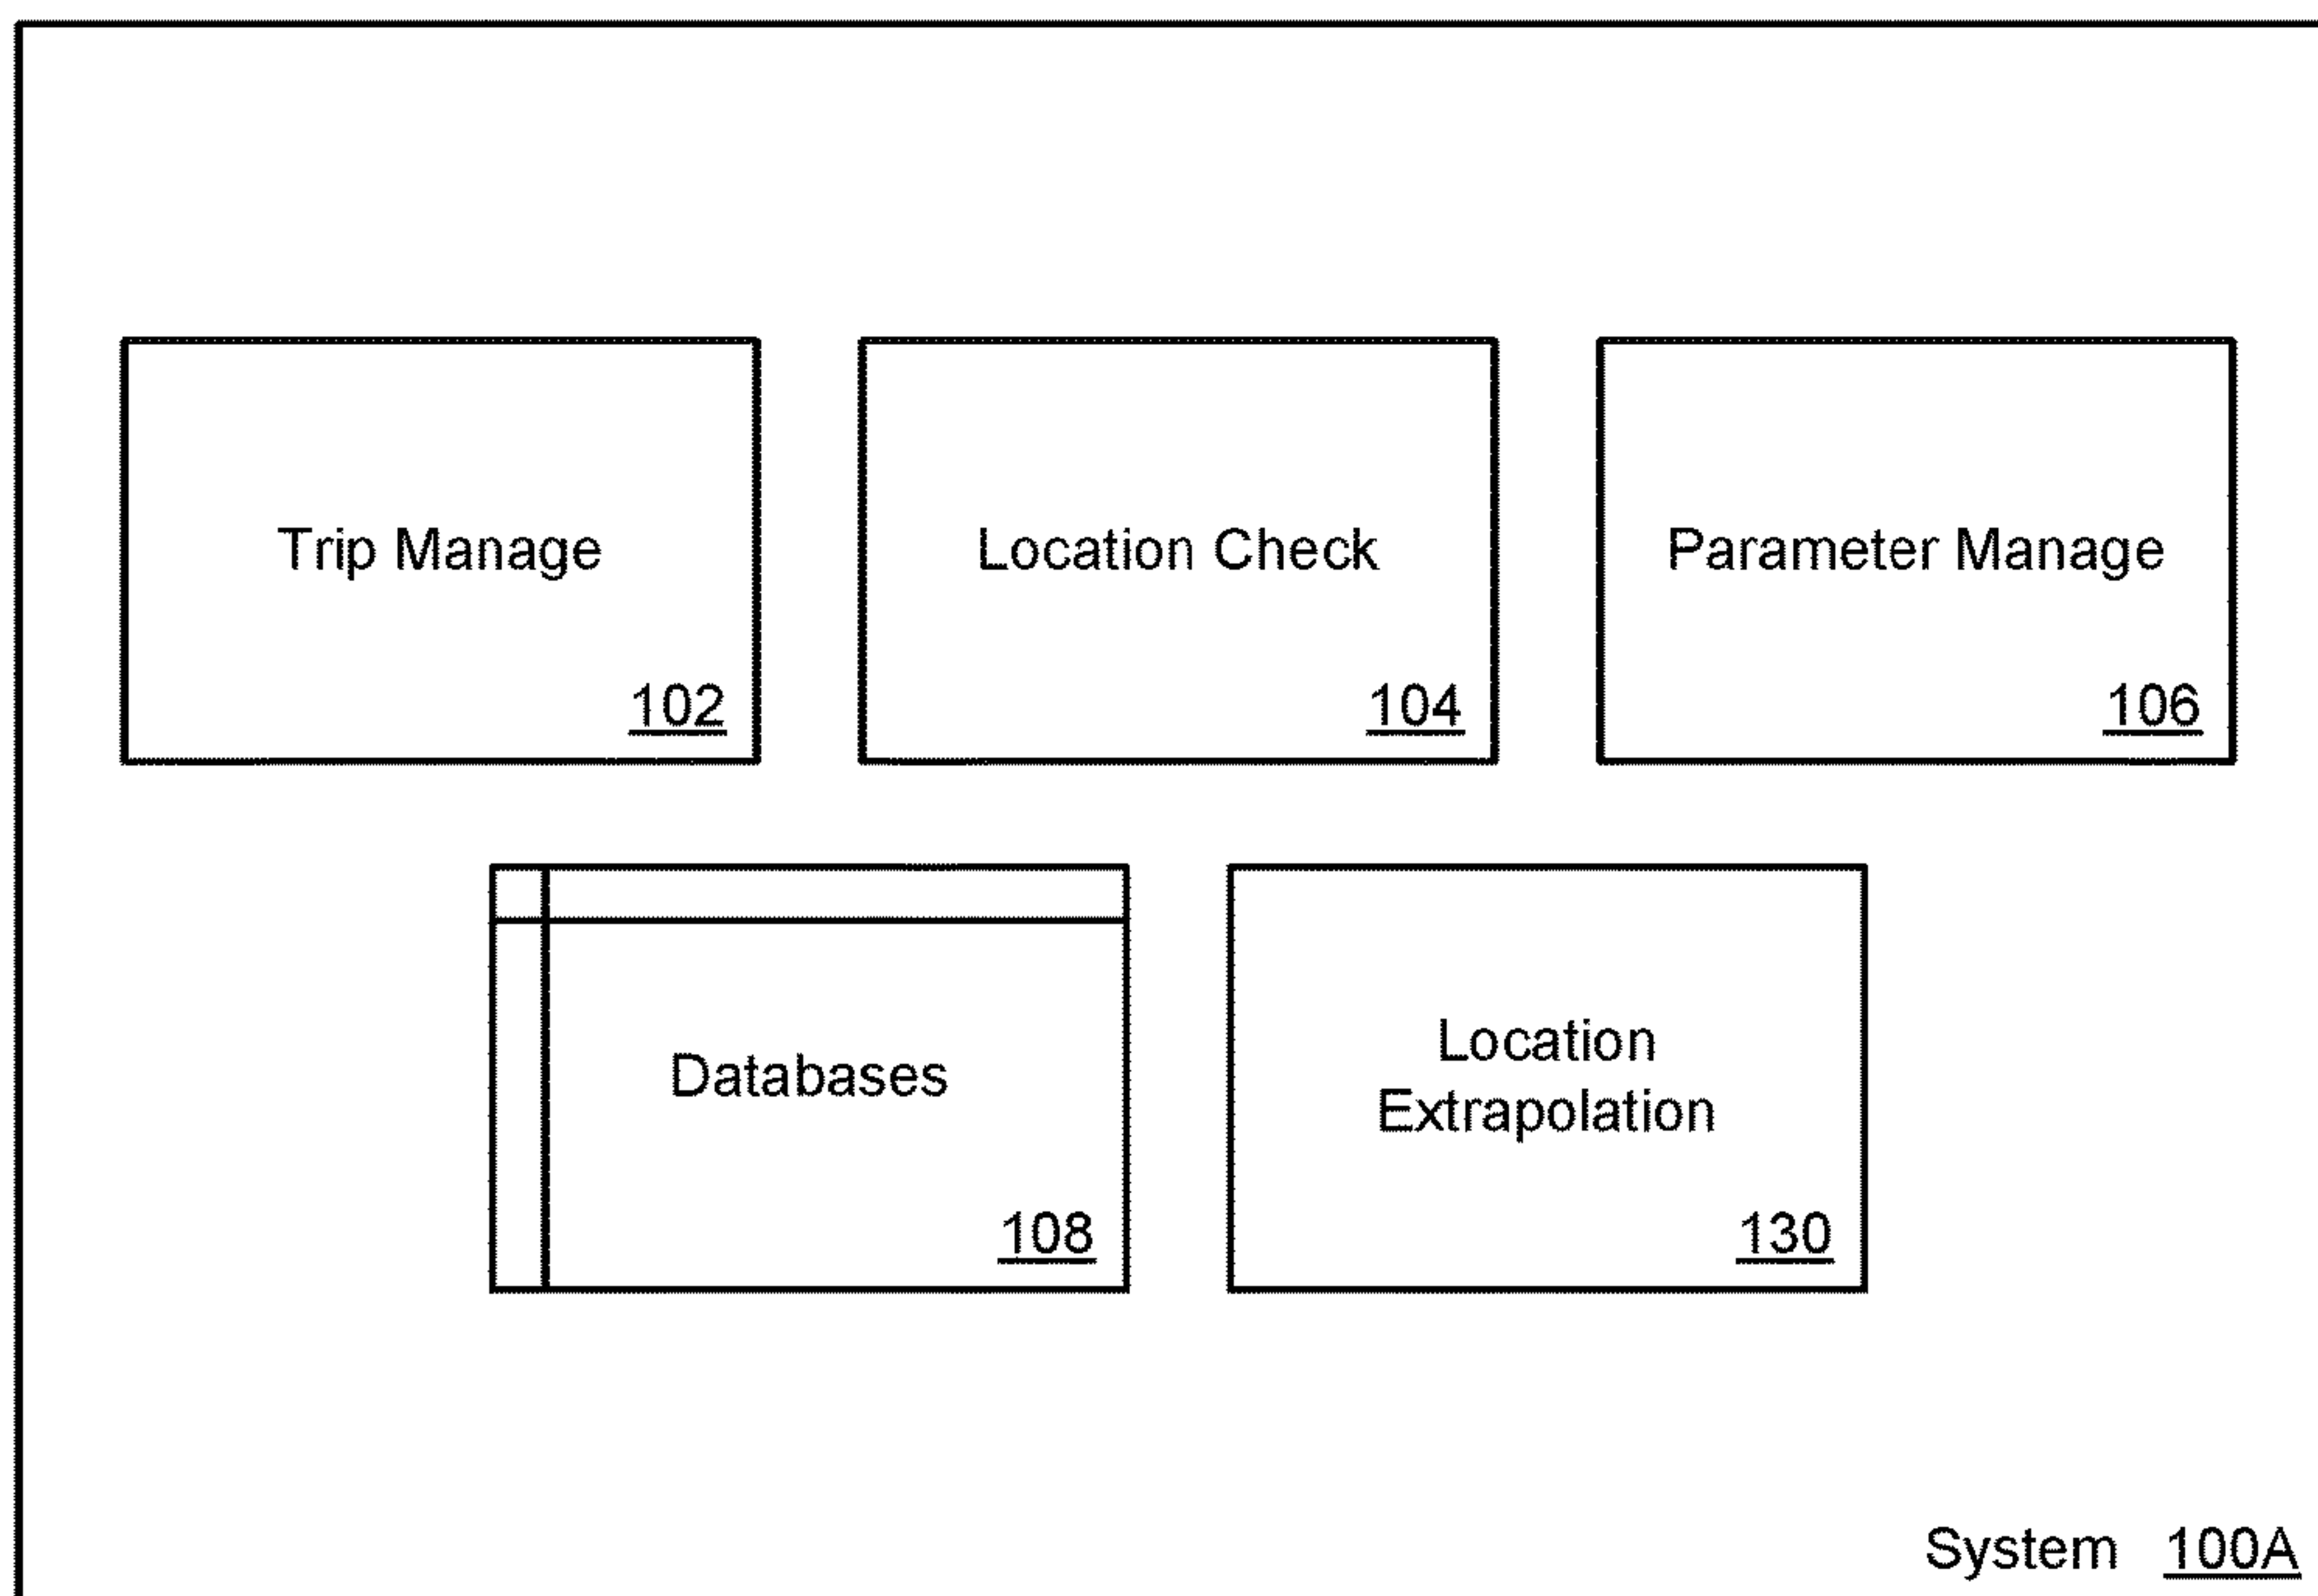 Trip Manage
102
Location Check
104
Parameter Manage
106
Databases
108
Location
Extrapolation
130
System 100A